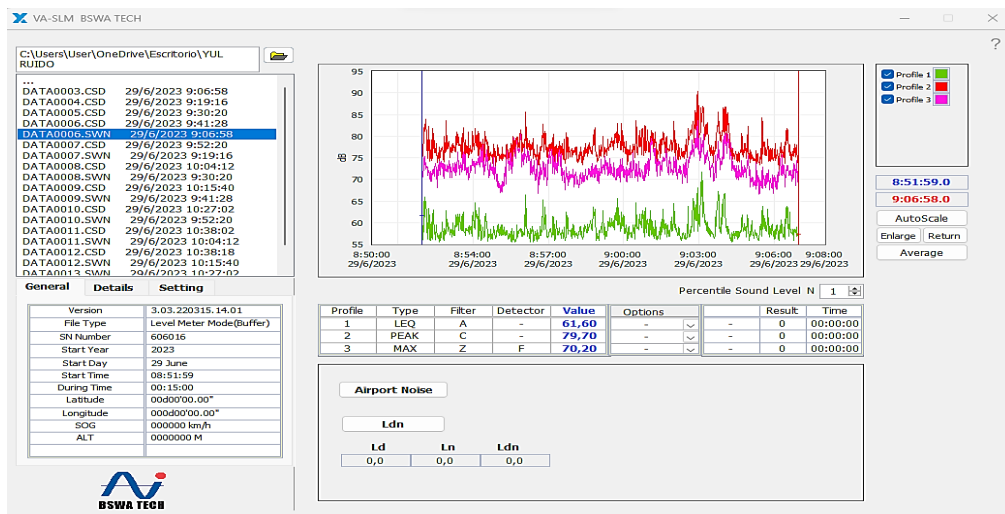 VA-SLM BSWA TECH
?
C:\Users\User\OneDrive\Escritorio\YUL
RUIDO
...
DATA0003.CSD 29/6/2023 9:06:58
DATA0004.CSD 29/6/2023 9:19:16
DATA0005.CSD 29/6/2023 9:30:20
DATA0006.CSD 29/6/2023 9:41:28
DATA0006.SWN 29/6/2023 9:06:58
DATA0007.CSD 29/6/2023 9:52:20
DATA0007.SWN 29/6/2023 9:19:16
DATA0008.CSD 29/6/2023 10:04:12
DATA0008.SWN 29/6/2023 9:30:20
DATA0009.CSD 29/6/2023 10:15:40
DATA0009.SWN 29/6/2023 9:41:28
DATA0010.CSD 29/6/2023 10:27:02
DATA0010.SWN 29/6/2023 9:52:20
DATA0011.CSD 29/6/2023 10:38:02
DATA0011.SWN 29/6/2023 10:04:12
DATA0012.CSD 29/6/2023 10:38:18
DATA0012.SWN 29/6/2023 10:15:40
DATA0013.SWN 29/6/2023 10:27:02
General Details Setting
Version 3.03.220315.14.01
File Type Level Meter Mode(Buffer)
SN Number 606016
Start Year 2023
Start Day 29 June
Start Time 08:51:59
During Time 00:15:00
Latitude 00d00'00.00"
Longitude 000d00'00.00"
SOG 000000 km/h
ALT 0000000 M
BSWA TECH
95
90
85
80
75
70
65
60
55
dB
8:50:00 8:54:00 8:57:00 9:00:00 9:03:00 9:06:00 9:08:00
29/6/2023 29/6/2023 29/6/2023 29/6/2023 29/6/2023 29/6/2023 29/6/2023
Profile 1
Profile 2
Profile 3
8:51:59.0
9:06:58.0
AutoScale
Enlarge Return
Average
Percentile Sound Level N 1
Profile Type Filter Detector Value Options Result Time
1 LEQ A - 61,60 - - 0 00:00:00
2 PEAK C - 79,70 - - 0 00:00:00
3 MAX Z F 70,20 - - 0 00:00:00
Airport Noise
Ldn
Ld Ln Ldn
0,0 0,0 0,0